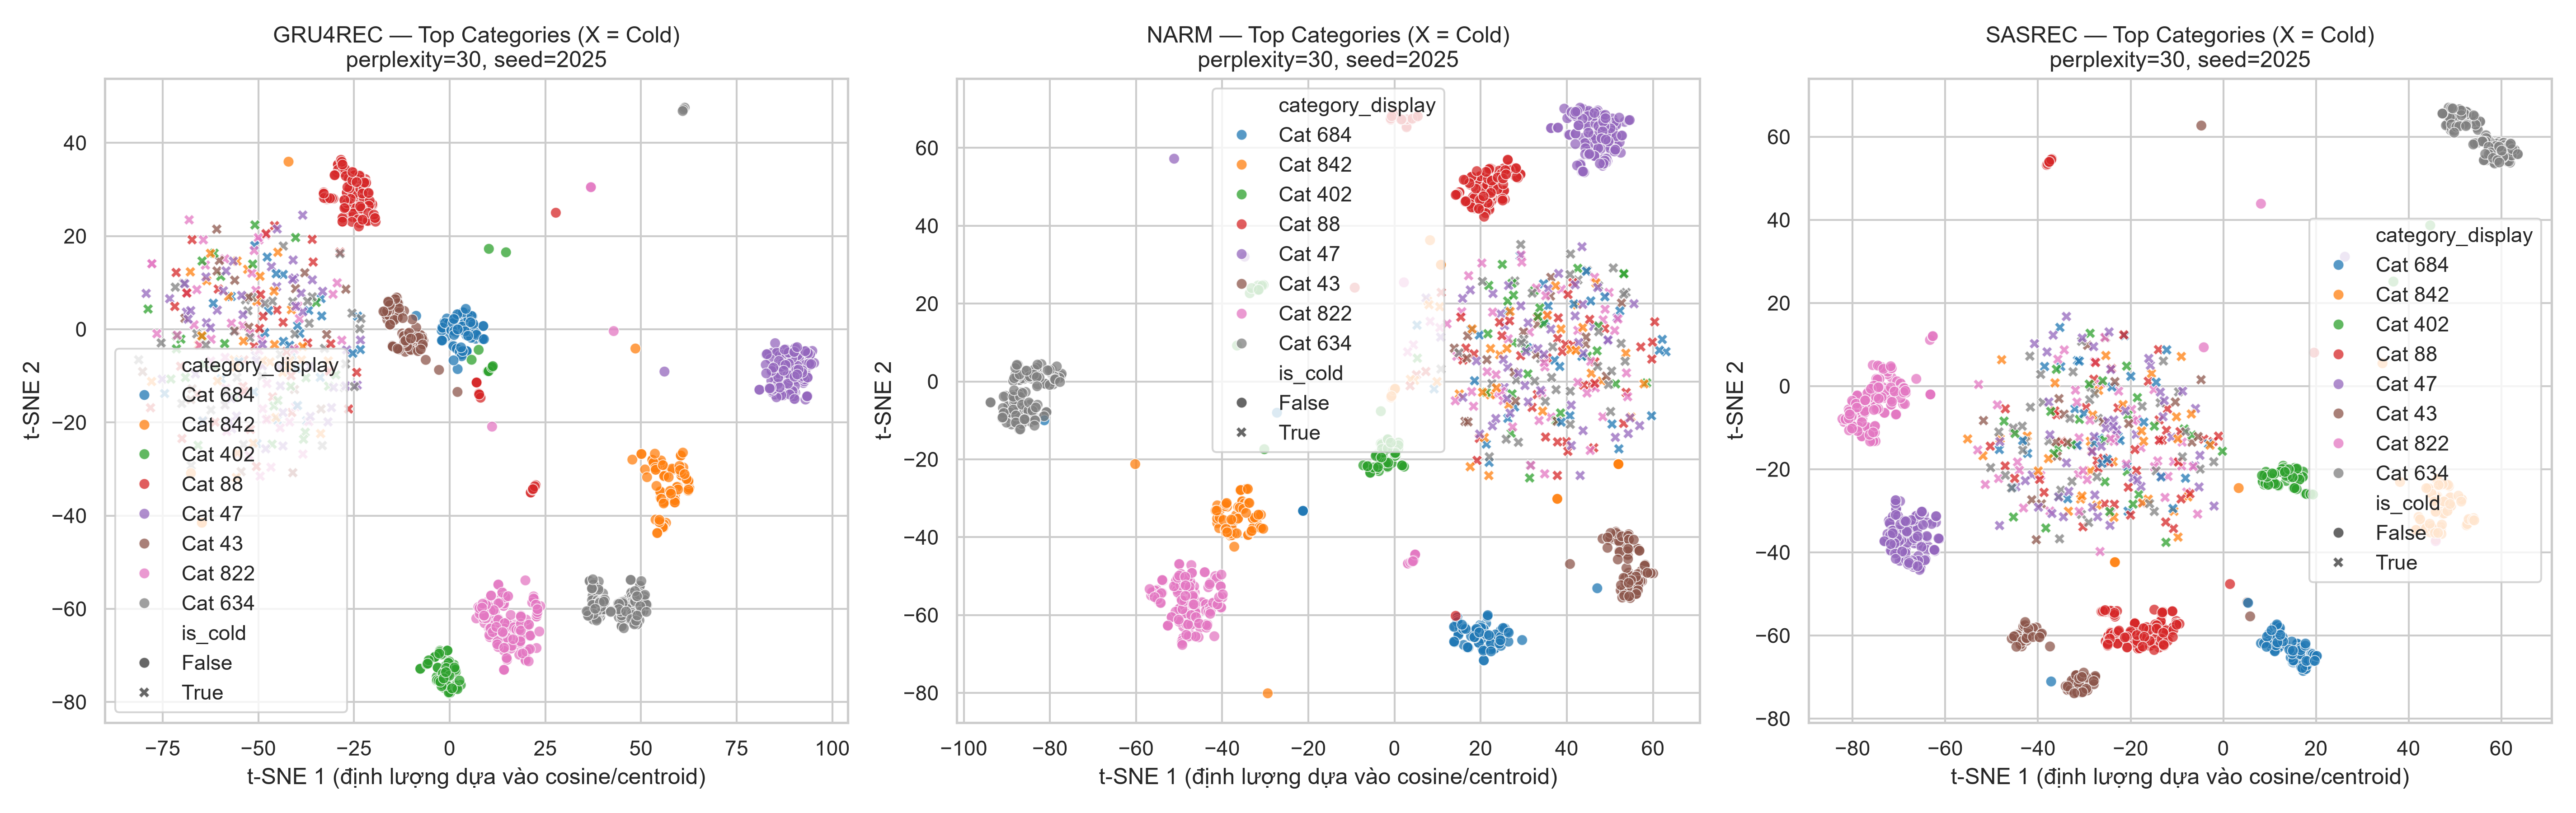 GRU4REC — Top Categories (X = Cold)
perplexity=30, seed=2025
t-SNE 2
40
20
0
−20
−40
−60
−80
category_display
Cat 684
Cat 842
Cat 402
Cat 88
Cat 47
Cat 43
Cat 822
Cat 634
is_cold
False
True
−75
−50
−25
0
25
50
75
100
t-SNE 1 (định lượng dựa vào cosine/centroid)
NARM — Top Categories (X = Cold)
perplexity=30, seed=2025
t-SNE 2
60
40
20
0
−20
−40
−60
−80
category_display
Cat 684
Cat 842
Cat 402
Cat 88
Cat 47
Cat 43
Cat 822
Cat 634
is_cold
False
True
−100
−80
−60
−40
−20
0
20
40
60
t-SNE 1 (định lượng dựa vào cosine/centroid)
SASREC — Top Categories (X = Cold)
perplexity=30, seed=2025
t-SNE 2
60
40
20
0
−20
−40
−60
−80
category_display
Cat 684
Cat 842
Cat 402
Cat 88
Cat 47
Cat 43
Cat 822
Cat 634
is_cold
False
True
−80
−60
−40
−20
0
20
40
60
t-SNE 1 (định lượng dựa vào cosine/centroid)